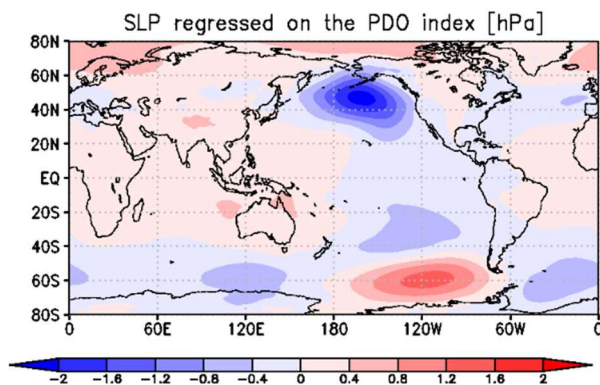 SLP regressed on the PDO index [hPa]
80N
60N
40N
20N
EQ
20S
40S
60S
80S
0 60E 120E 180 120W 60W 0
-2 -1.6 -1.2 -0.8 -0.4 0 0.4 0.8 1.2 1.6 2